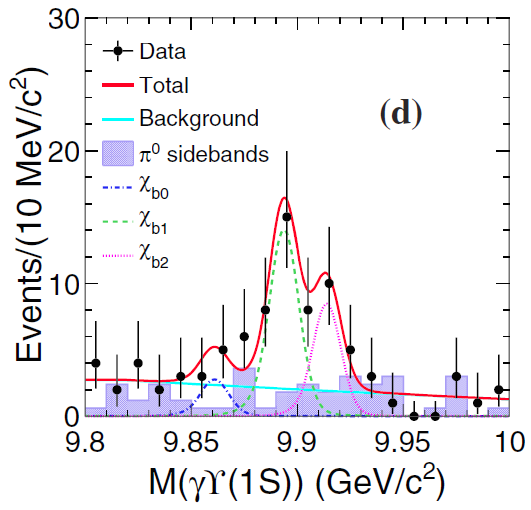 30
20
10
0
Events/(10 MeV/c²)
Data
Total
Background
π⁰ sidebands
χb0
χb1
χb2
(d)
9.8 9.85 9.9 9.95 10
M(γϒ(1S)) (GeV/c²)